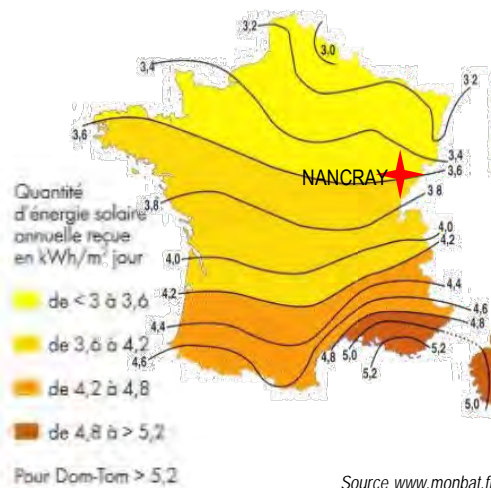 3,2
3,0
3,4
3 2
3,6
3,4
3,6
NANCRAY
3 8
3,8
4,0
4,2
4,0
4,2
4,4
4,6
4,4
4,8
4,6
4,8
5,0
5,2
5,2
5,0
Quantité
d'énergie solaire
annuelle reçue
en kWh/m² jour
de < 3 à 3,6
de 3,6 à 4,2
de 4,2 à 4,8
de 4,8 à > 5,2
Pour Dom-Tom > 5,2
Source www.monbat.f